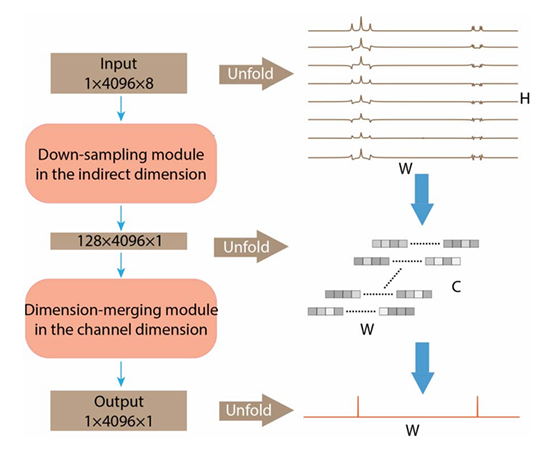 Input
1×4096×8
Unfold
H
W
Down-sampling module
in the indirect dimension
128×4096×1
Unfold
C
W
Dimension-merging module
in the channel dimension
Output
1×4096×1
Unfold
W